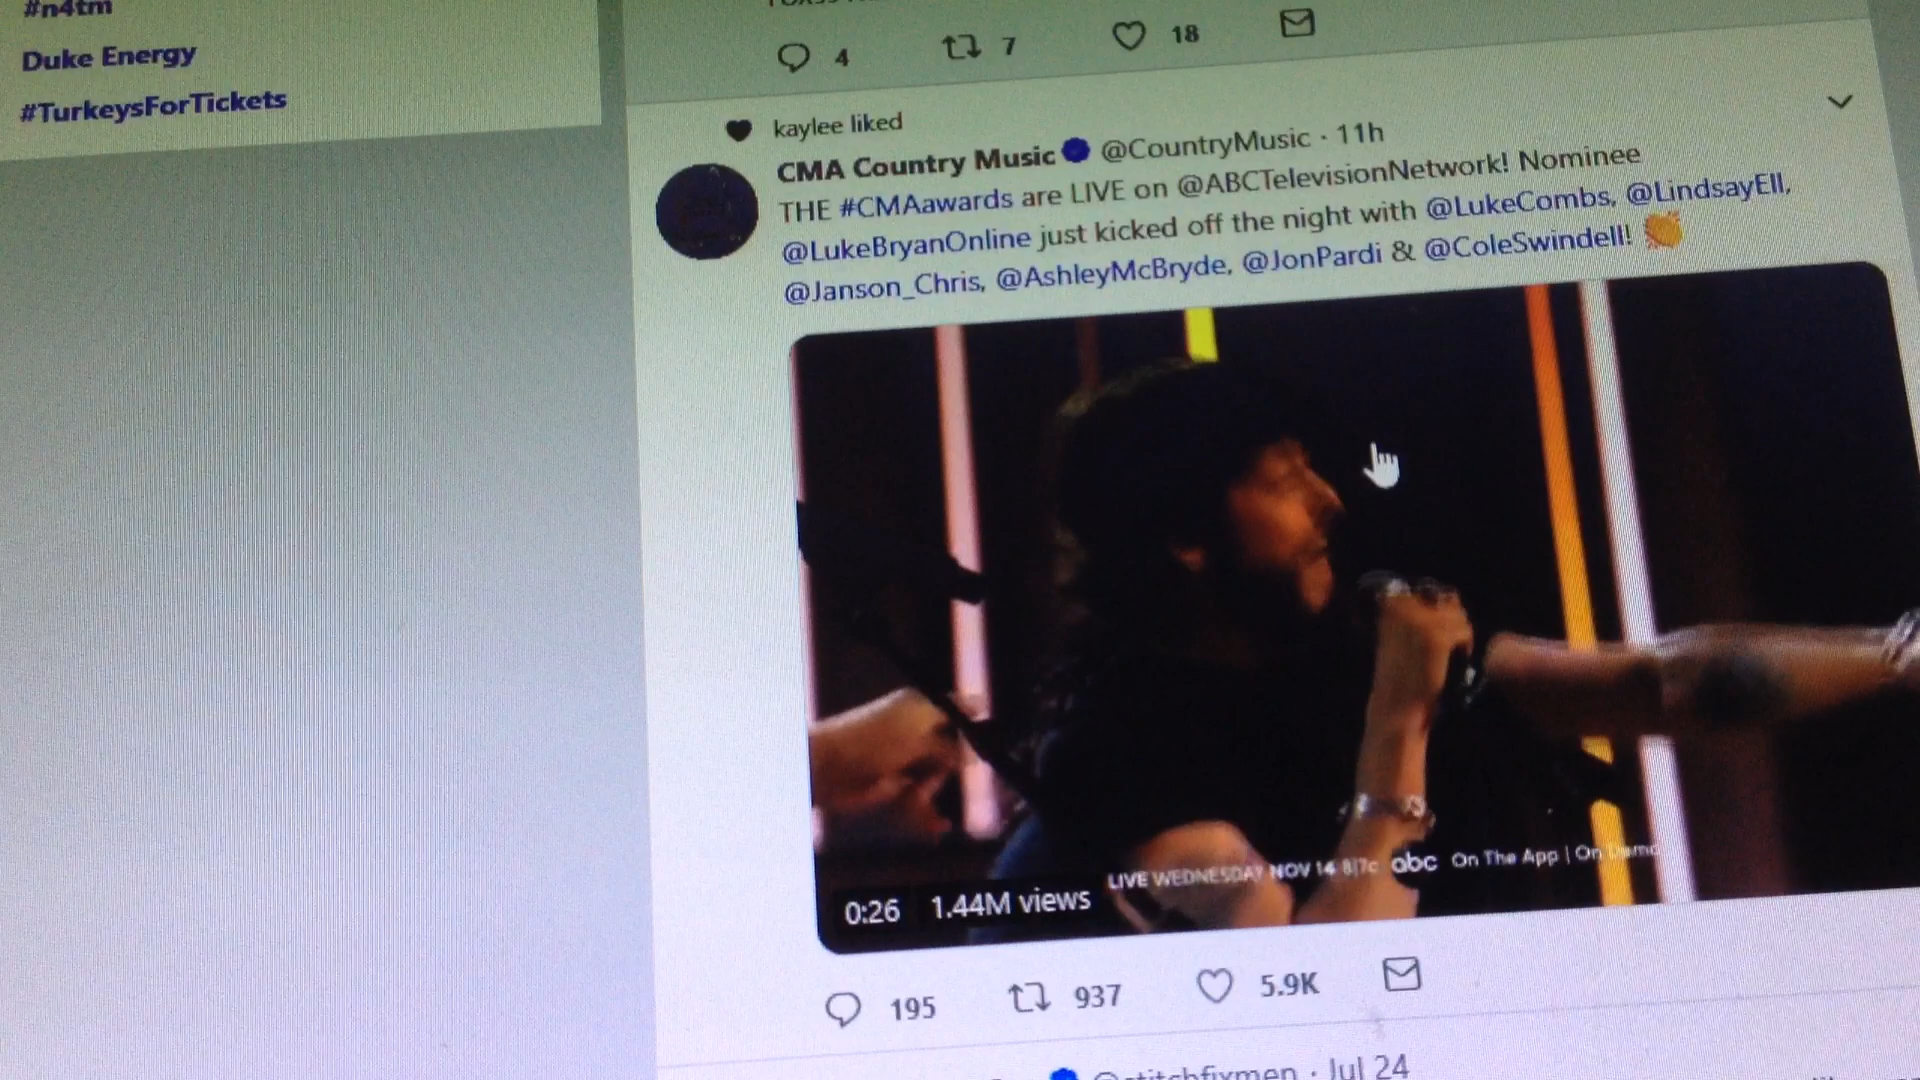 #n4tm
Duke Energy
#TurkeysForTickets
4 7 18
kaylee liked
CMA Country Music @CountryMusic · 11h
THE #CMAawards are LIVE on @ABCTelevisionNetwork! Nominee
@LukeBryanOnline just kicked off the night with @LukeCombs, @LindsayEll,
@Janson_Chris, @AshleyMcBryde, @JonPardi & @ColeSwindell! 👏
LIVE WEDNESDAY NOV 14 8|7c abc On The App | On
0:26 1.44M views
195 937 5.9K
@stitchfixmen · Jul 24